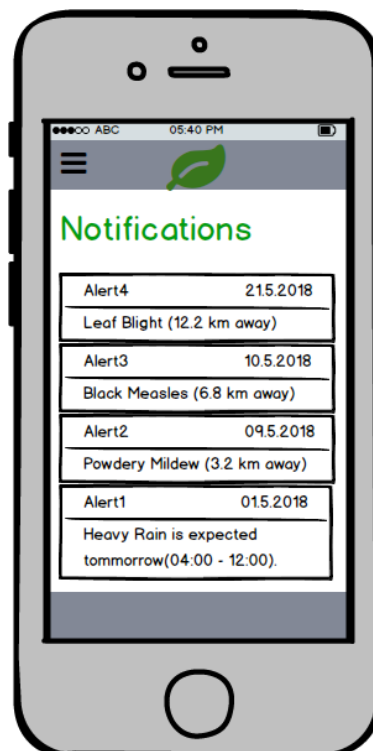 ABC 05:40 PM
Notifications
Alert4 21.5.2018
Leaf Blight (12.2 km away)
Alert3 10.5.2018
Black Measles (6.8 km away)
Alert2 09.5.2018
Powdery Mildew (3.2 km away)
Alert1 01.5.2018
Heavy Rain is expected
tommorrow(04:00 - 12:00).